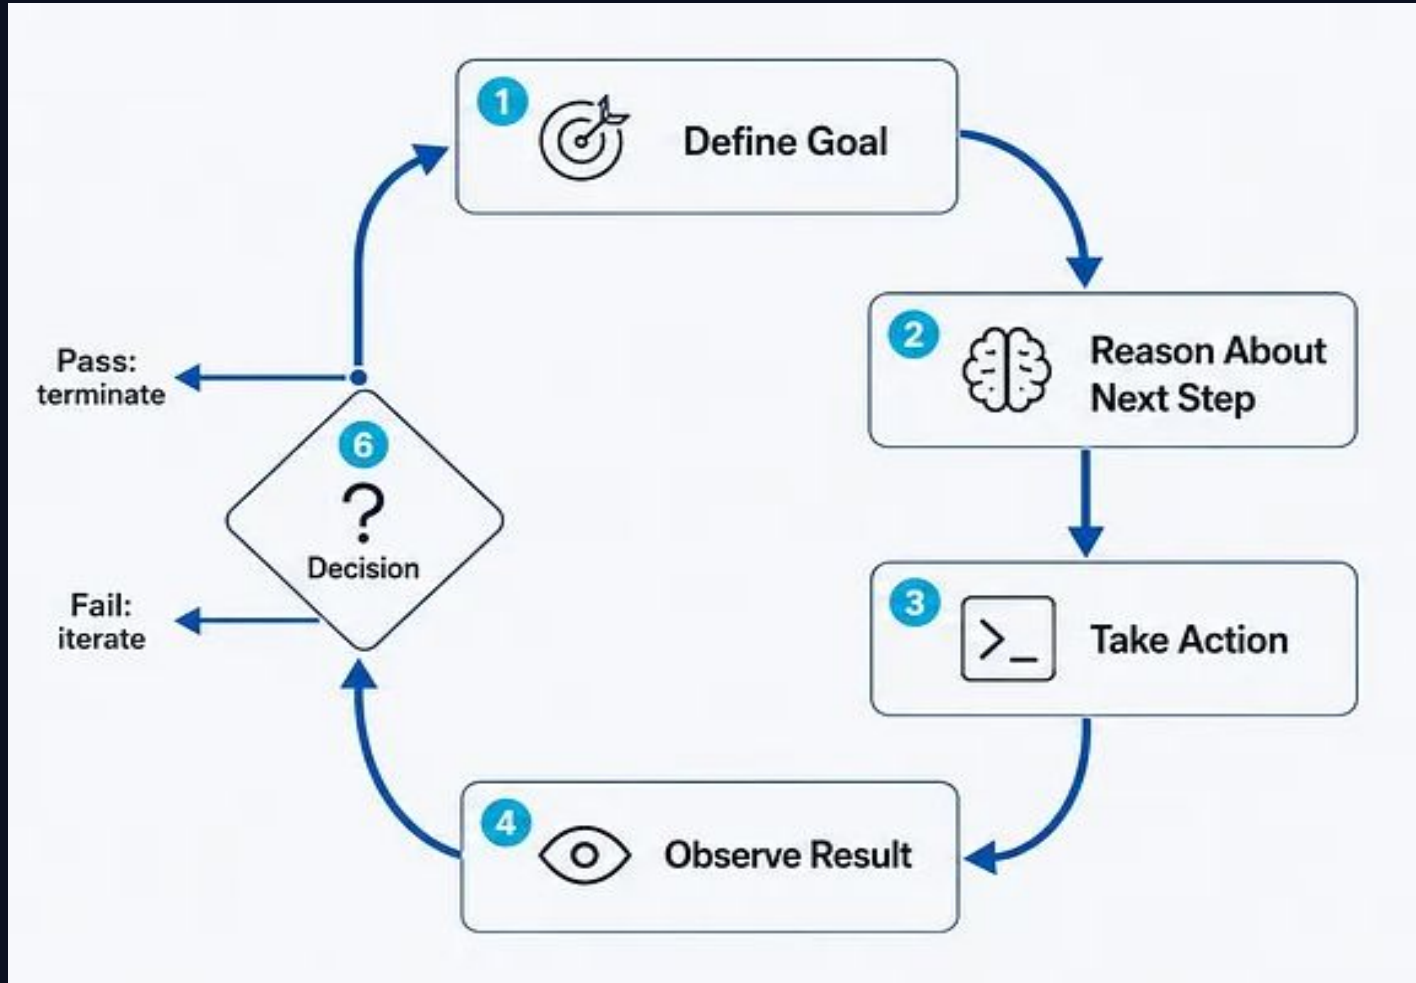 1
Define Goal
2
Reason About
Next Step
3
>_
Take Action
4
Observe Result
6
?
Decision
Pass:
terminate
Fail:
iterate